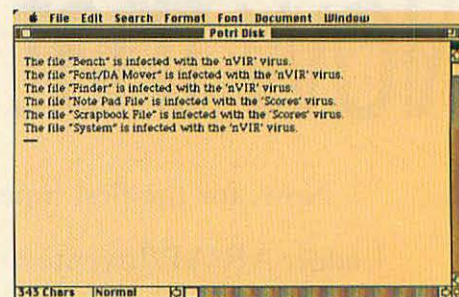 File Edit Search Format Font Document Window
Petri Disk
The file "Bench" is infected with the 'nVIR' virus.
The file "Font/DA Mover" is infected with the 'nVIR' virus.
The file "Finder" is infected with the 'nVIR' virus.
The file "Note Pad File" is infected with the 'Scores' virus.
The file "Scrapbook File" is infected with the 'Scores' virus.
The file "System" is infected with the 'nVIR' virus.
343 Chars Normal